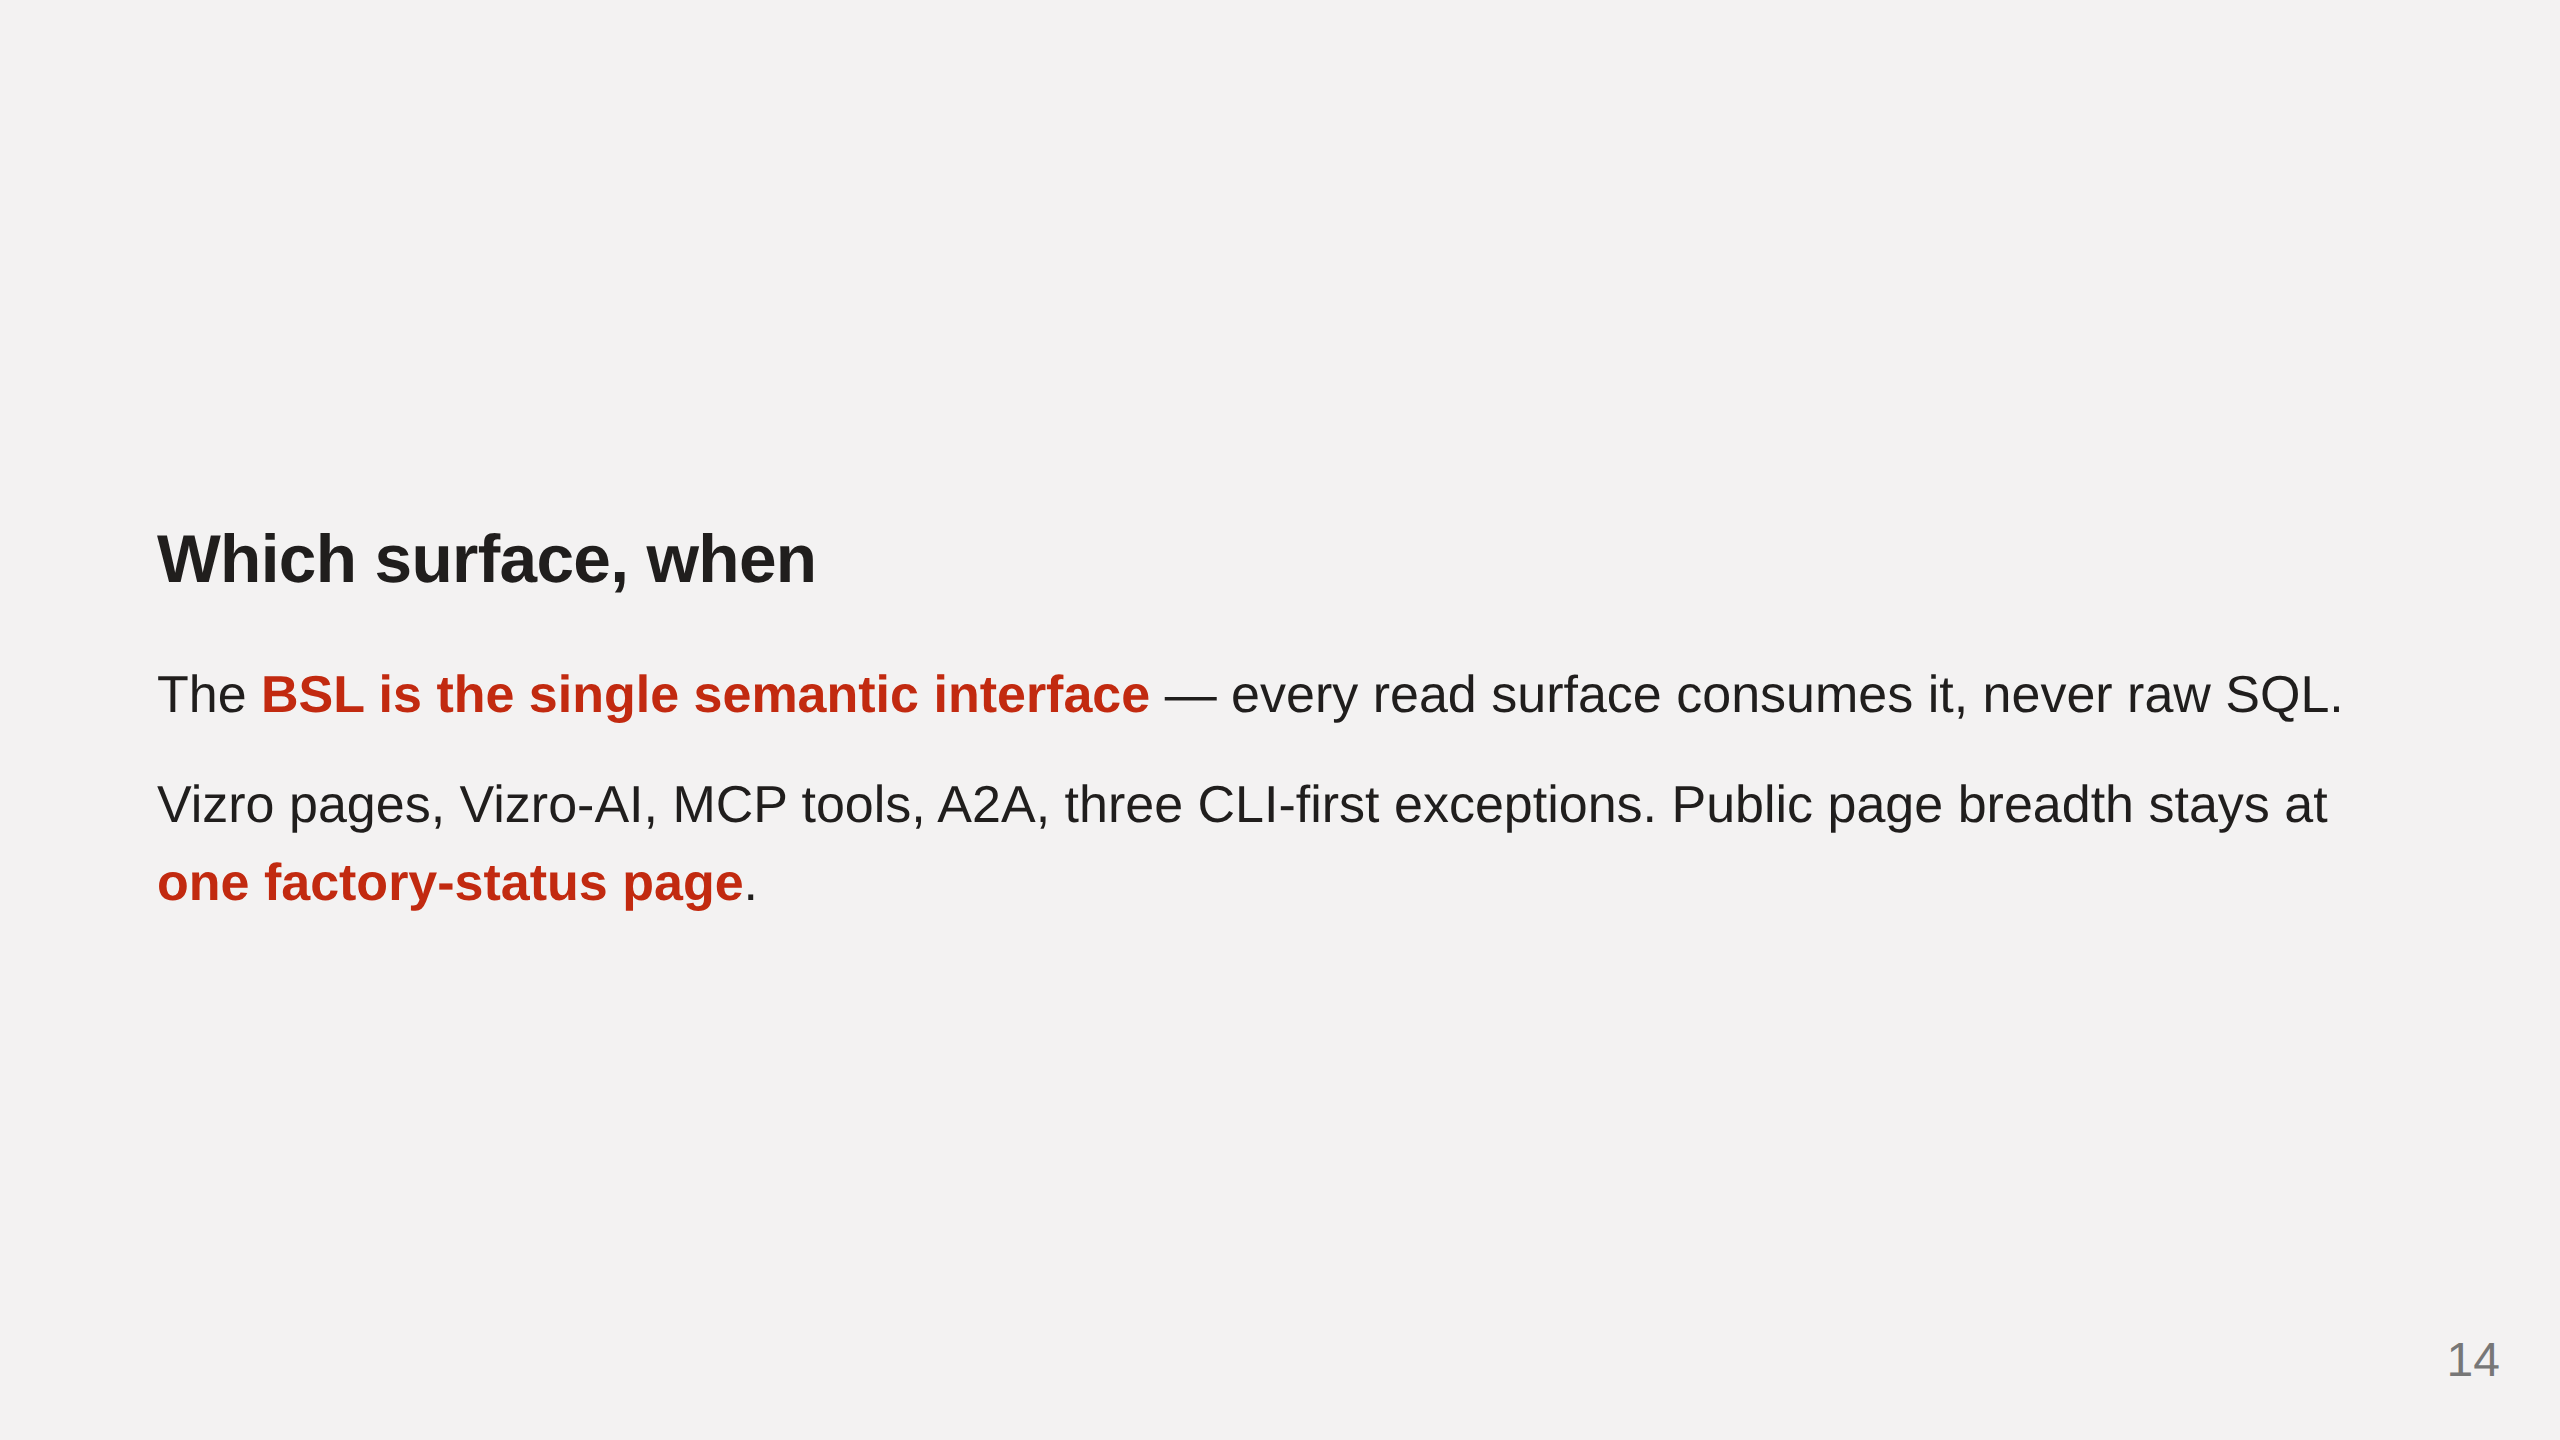 Which surface, when
The BSL is the single semantic interface — every read surface consumes it, never raw SQL.
Vizro pages, Vizro-AI, MCP tools, A2A, three CLI-first exceptions. Public page breadth stays at
one factory-status page.
14